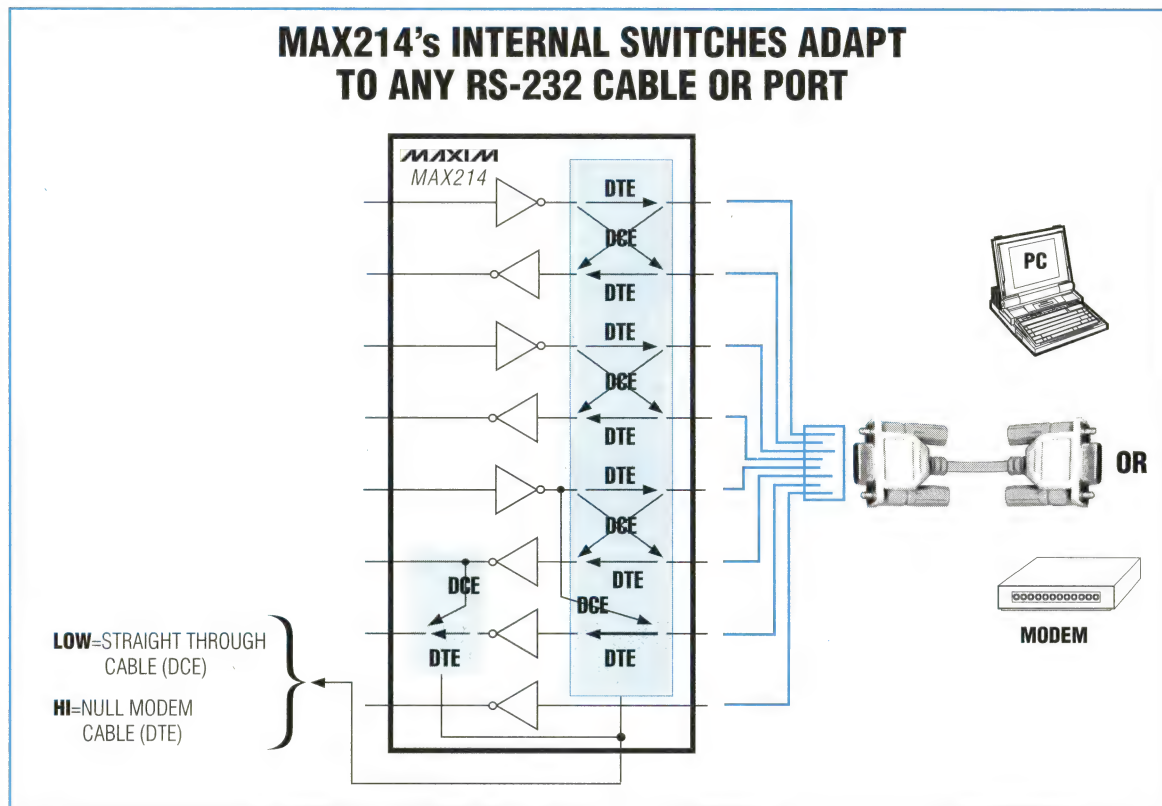 MAX214's INTERNAL SWITCHES ADAPT
TO ANY RS-232 CABLE OR PORT
MAXIM
MAX214
DTE
DCE
DTE
DTE
DCE
DTE
DTE
DCE
DTE
DCE
DCE
DTE
DTE
PC
OR
MODEM
LOW=STRAIGHT THROUGH
CABLE (DCE)
HI=NULL MODEM
CABLE (DTE)